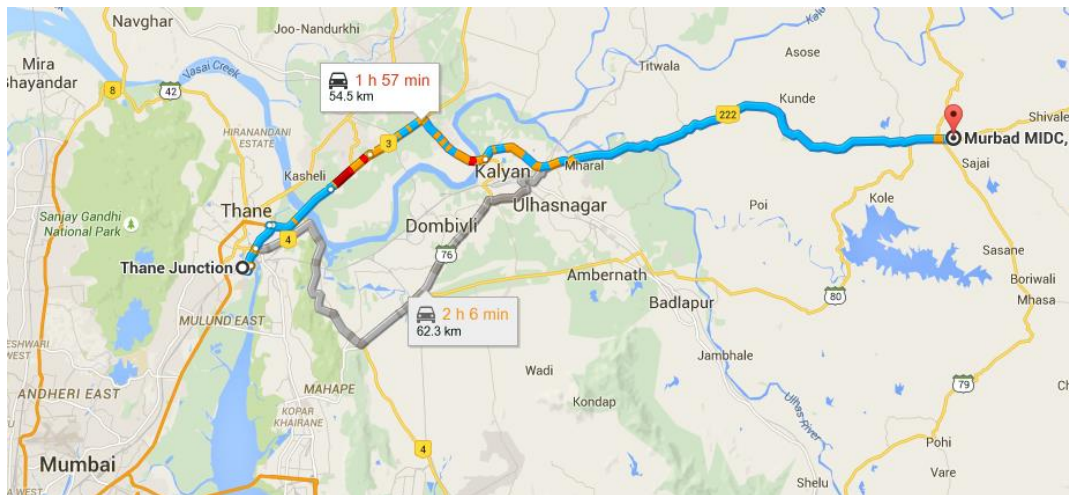 Navghar
Joo-Nandurkhi
Mira
Bhayandar
Vasai Creek
8
42
1 h 57 min
54.5 km
Titwala
Asose
Kunde
222
Shivale
Murbad MIDC,
Sajai
HIRANANDANI
ESTATE
3
Kasheli
Kalyan
Mharal
Thane
Ulhasnagar
Poi
Kole
Sanjay Gandhi
National Park
4
Dombivli
76
Sasane
Thane Junction
Ambernath
Boriwali
80
Mhasa
Badlapur
MULUND EAST
2 h 6 min
62.3 km
WEST
Jambhale
Wadi
MAHAPE
79
ANDHERI EAST
KOPAR
KHAIRANE
Kondap
Ulhas River
4
Pohi
Mumbai
Vare
Shelu